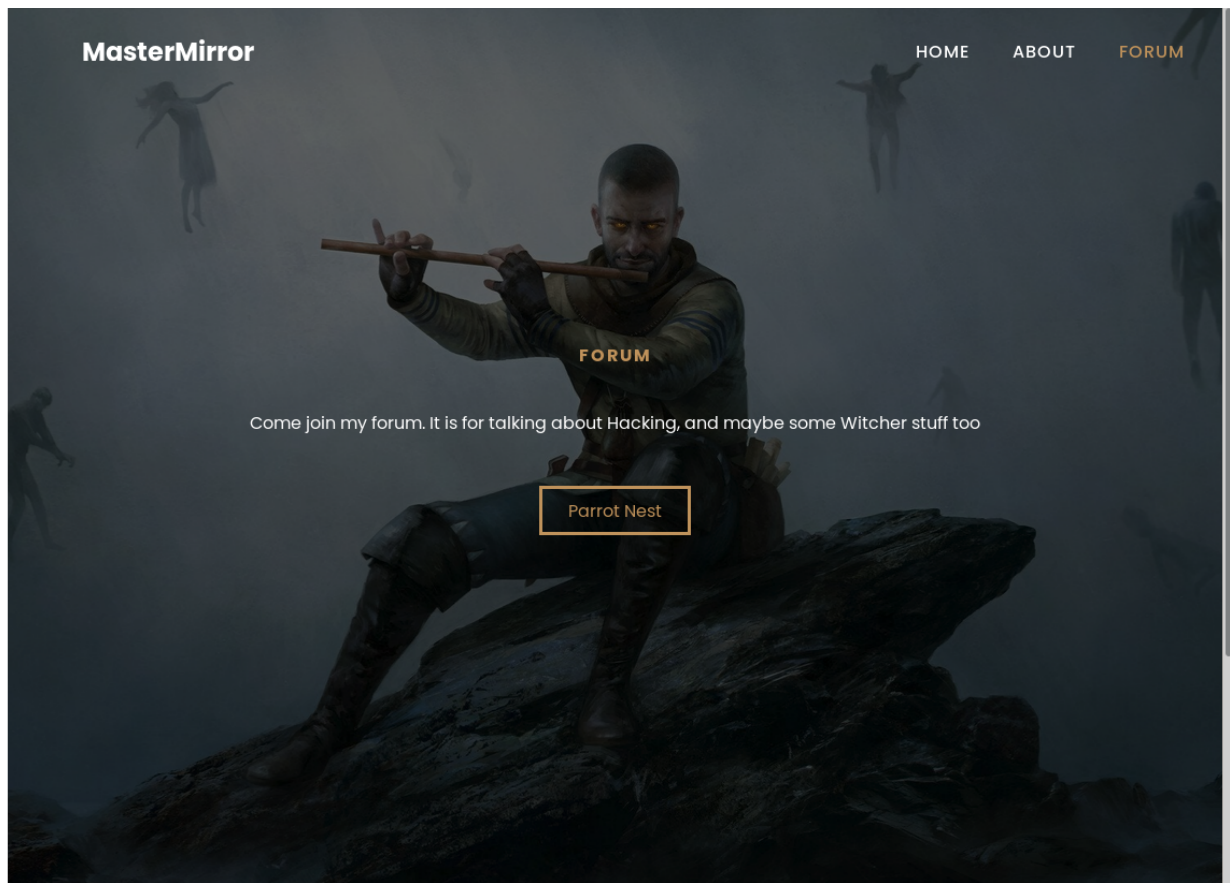 MasterMirror
HOME ABOUT FORUM
FORUM
Come join my forum. It is for talking about Hacking, and maybe some Witcher stuff too
Parrot Nest